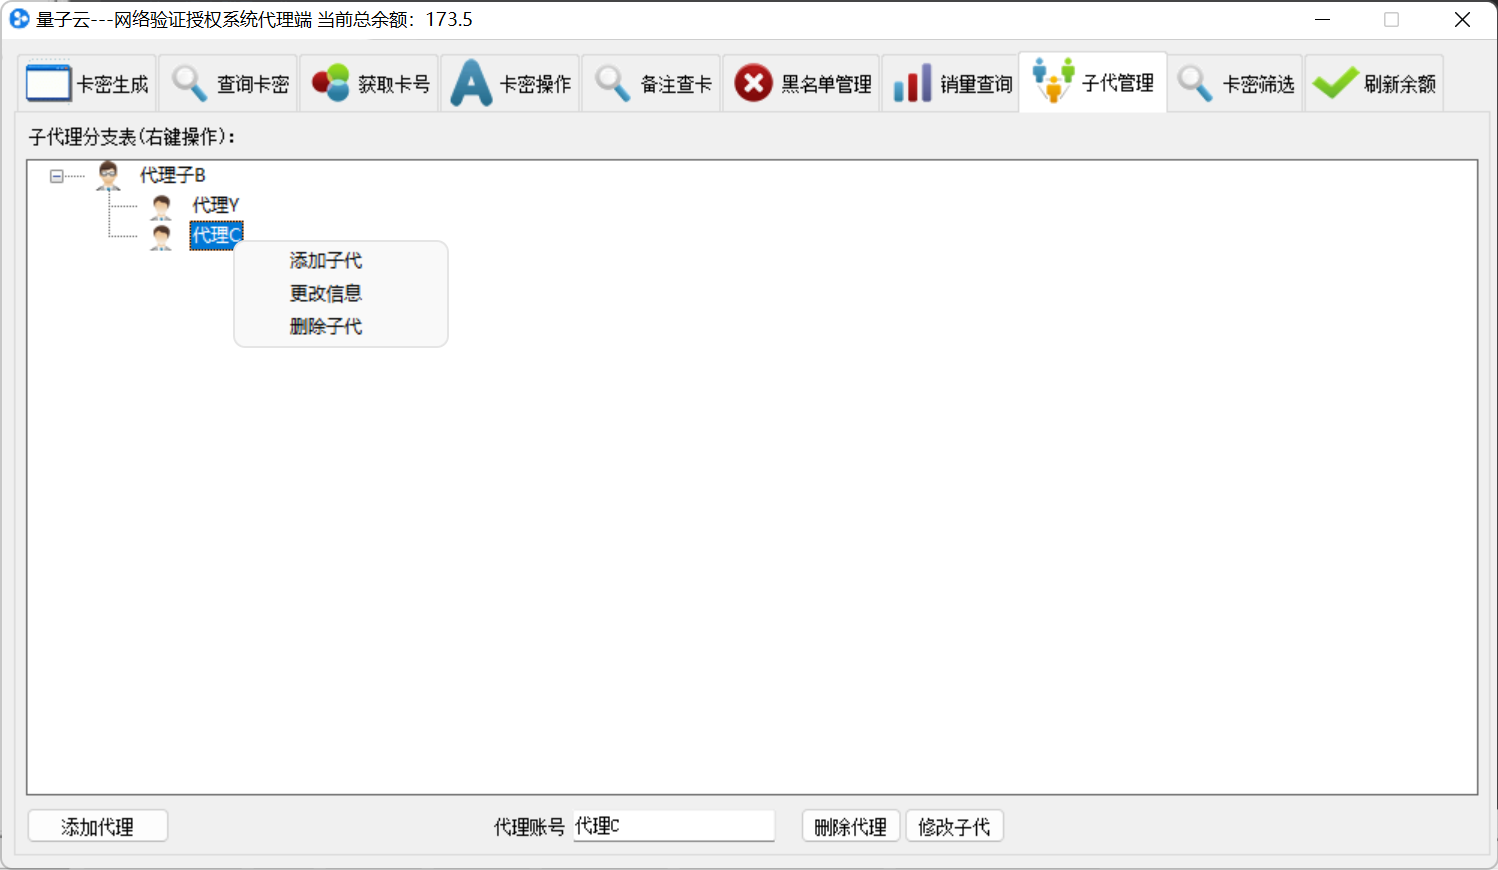 量子云---网络验证授权系统代理端 当前总余额：173.5
卡密生成 查询卡密 获取卡号 卡密操作 备注查卡 黑名单管理 销量查询 子代管理 卡密筛选 刷新余额
子代理分支表(右键操作)：
代理子B
代理Y
代理C
添加子代
更改信息
删除子代
添加代理 代理账号 代理C 删除代理 修改子代